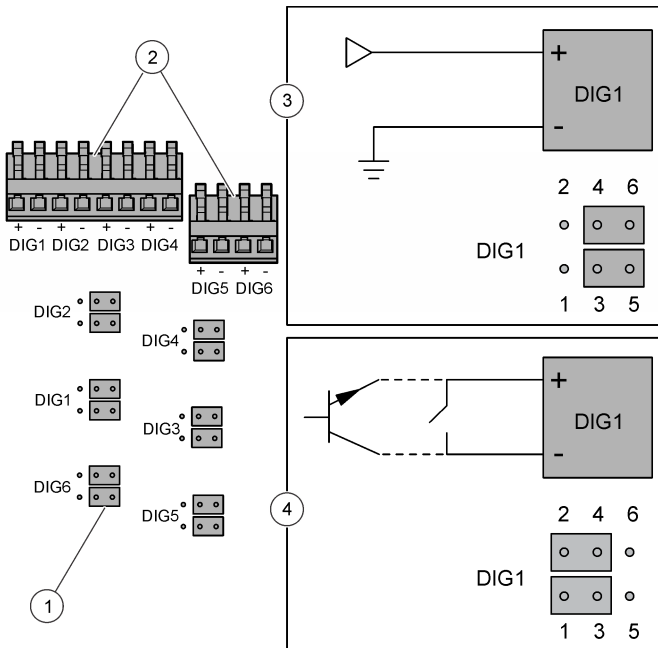 2
+ - + - + - + -
DIG1 DIG2 DIG3 DIG4
+ - + -
DIG5 DIG6
DIG2
DIG4
DIG1
DIG3
DIG6
DIG5
1
3
+
DIG1
-
2 4 6
DIG1
1 3 5
4
+
DIG1
-
2 4 6
DIG1
1 3 5